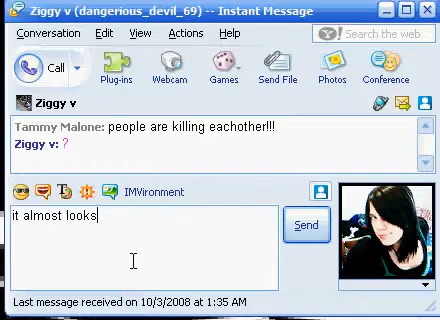 Ziggy v (dangerious_devil_69) -- Instant Message
Conversation Edit View Actions Help
Y! Search the web
Call
Plug-ins Webcam Games Send File Photos Conference
Ziggy v
Tammy Malone: people are killing eachother!!!
Ziggy v: ?
IMVironment
it almost looks
Send
Last message received on 10/3/2008 at 1:35 AM